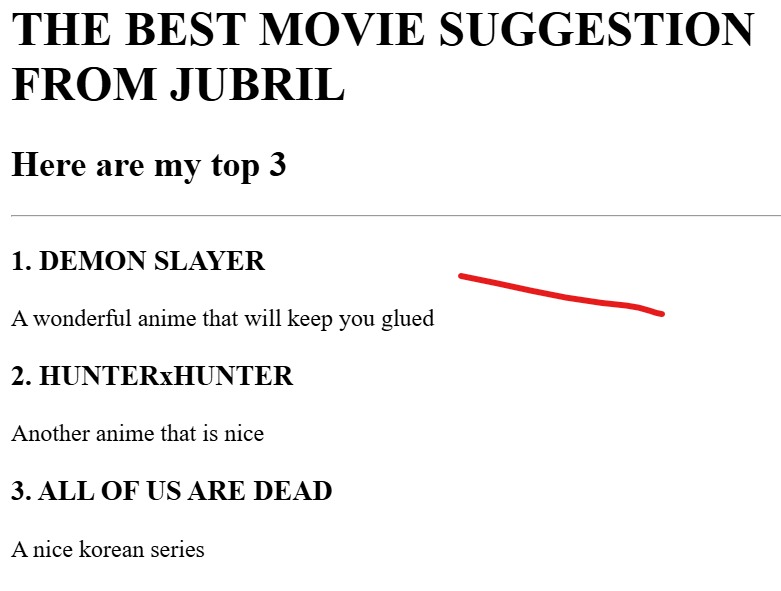 THE BEST MOVIE SUGGESTION
FROM JUBRIL
Here are my top 3
1. DEMON SLAYER
A wonderful anime that will keep you glued
2. HUNTERxHUNTER
Another anime that is nice
3. ALL OF US ARE DEAD
A nice korean series